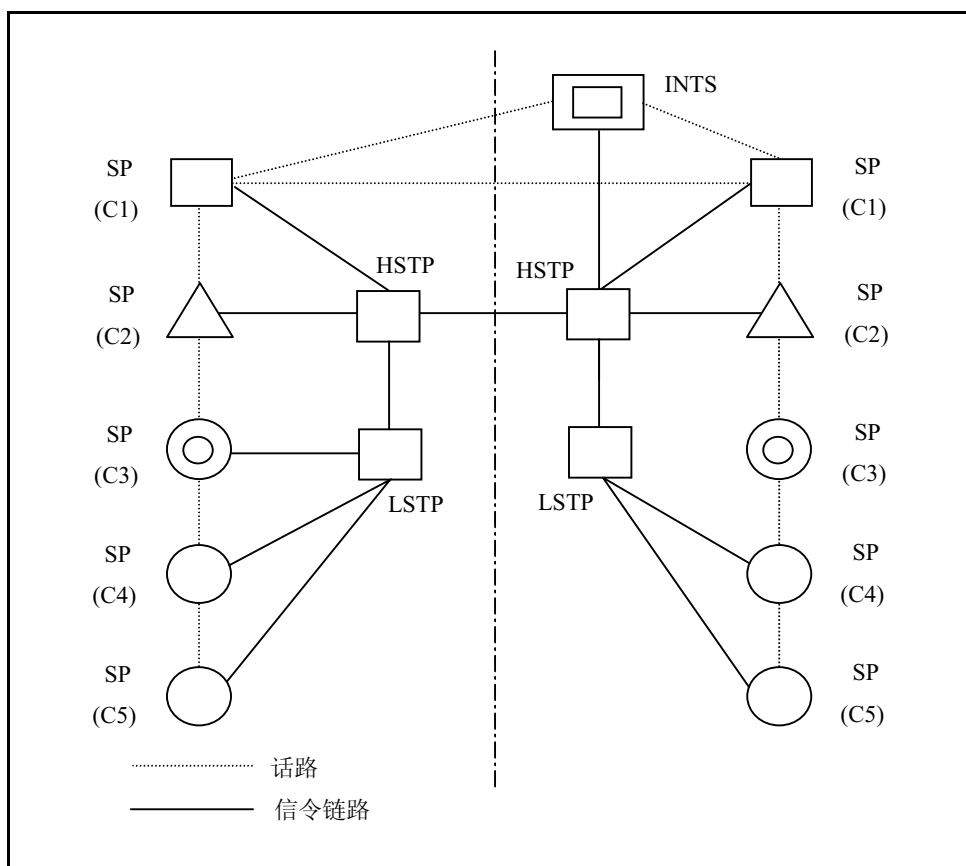 INTS
SP
(C1)
SP
(C1)
HSTP
HSTP
SP
(C2)
SP
(C2)
SP
(C3)
SP
(C3)
LSTP
LSTP
SP
(C4)
SP
(C4)
SP
(C5)
SP
(C5)
话路
信令链路